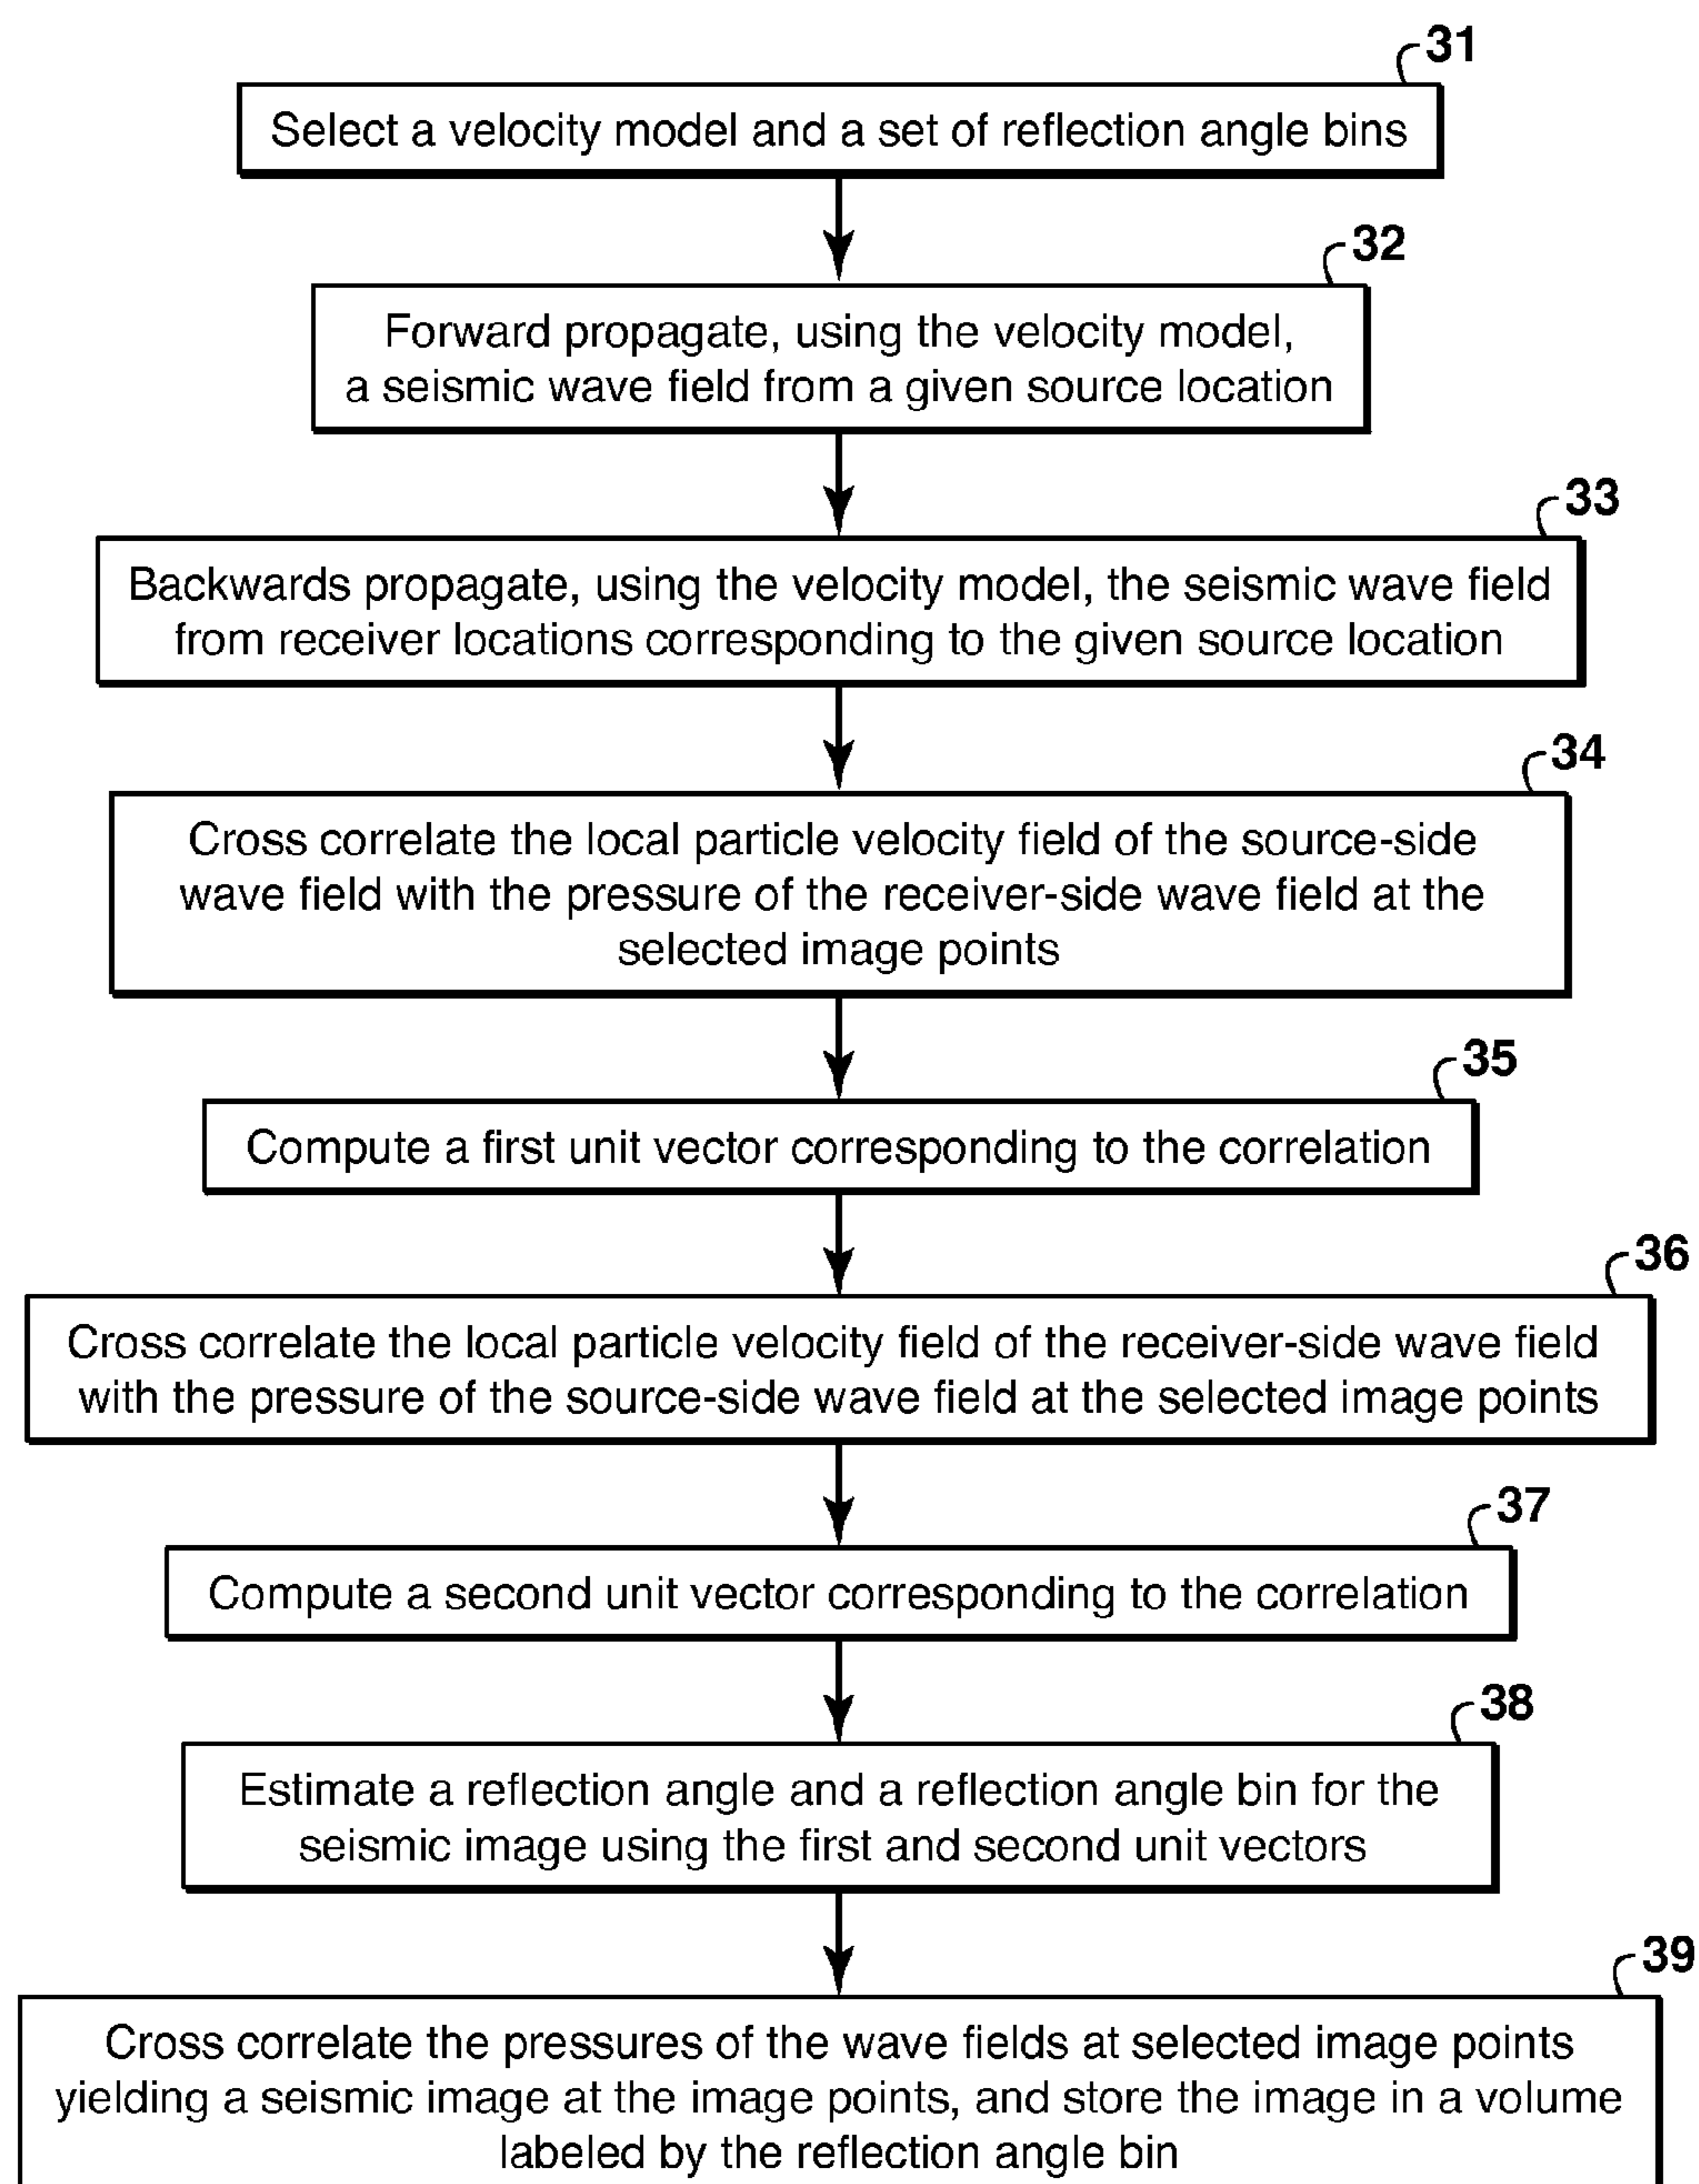 31
Select a velocity model and a set of reflection angle bins
32
Forward propagate, using the velocity model,
a seismic wave field from a given source location
33
Backwards propagate, using the velocity model, the seismic wave field
from receiver locations corresponding to the given source location
34
Cross correlate the local particle velocity field of the source-side
wave field with the pressure of the receiver-side wave field at the
selected image points
35
Compute a first unit vector corresponding to the correlation
36
Cross correlate the local particle velocity field of the receiver-side wave field
with the pressure of the source-side wave field at the selected image points
37
Compute a second unit vector corresponding to the correlation
38
Estimate a reflection angle and a reflection angle bin for the
seismic image using the first and second unit vectors
39
Cross correlate the pressures of the wave fields at selected image points
yielding a seismic image at the image points, and store the image in a volume
labeled by the reflection angle bin